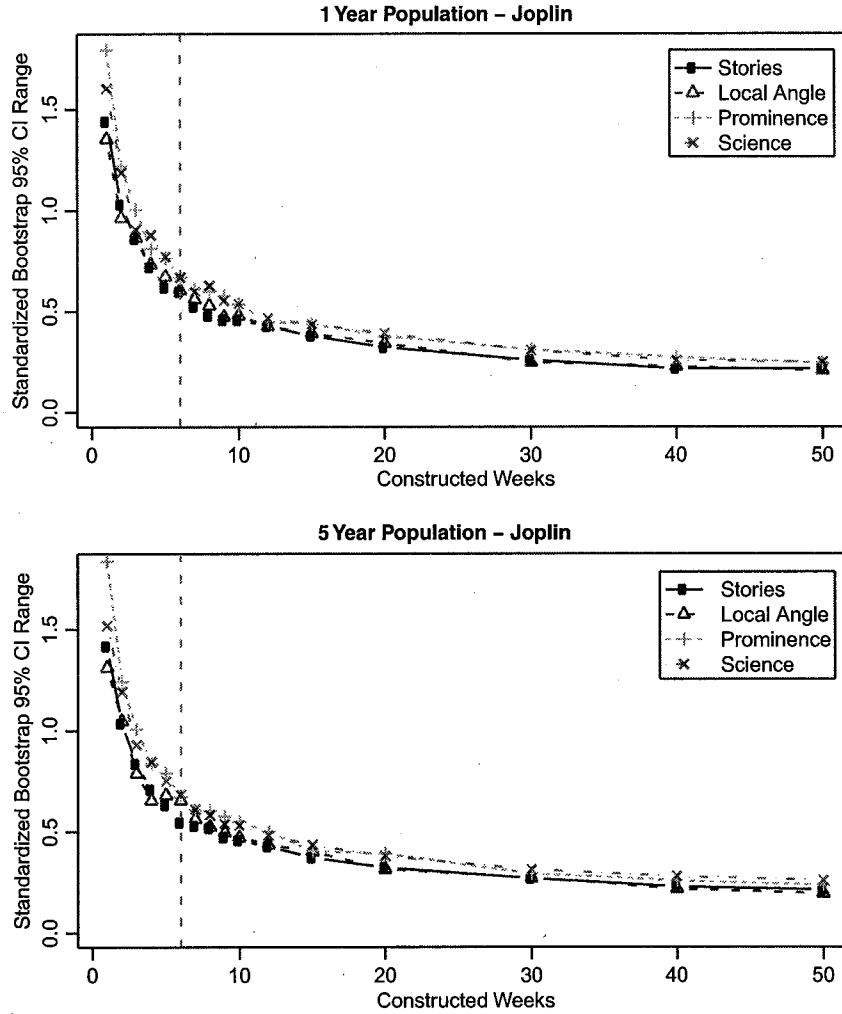 1 Year Population – Joplin
Standardized Bootstrap 95% CI Range
0.0 0.5 1.0 1.5
Stories
Local Angle
Prominence
Science
0 10 20 30 40 50
Constructed Weeks
5 Year Population – Joplin
Standardized Bootstrap 95% CI Range
0.0 0.5 1.0 1.5
Stories
Local Angle
Prominence
Science
0 10 20 30 40 50
Constructed Weeks